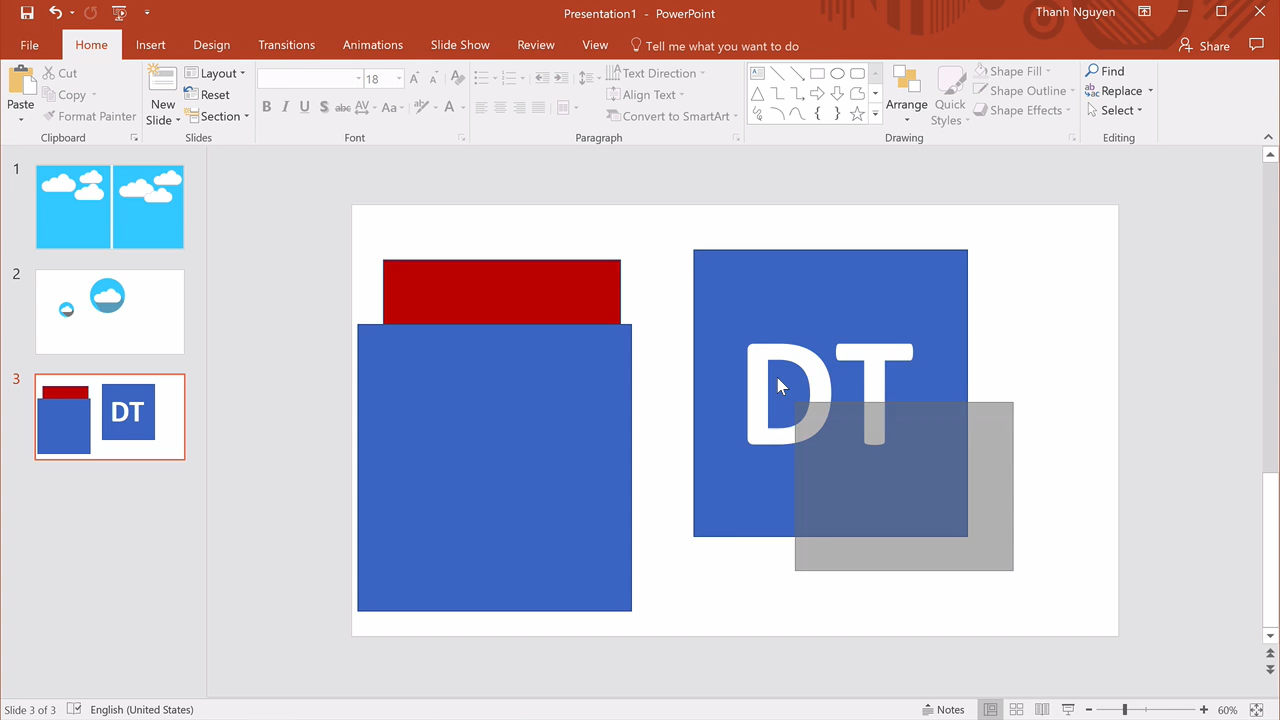 Presentation1 - PowerPoint
Thanh Nguyen
File Home Insert Design Transitions Animations Slide Show Review View Tell me what you want to do Share
Paste
Cut
Copy
Format Painter
Clipboard
New Slide
Layout
Reset
Section
Slides
18
B I U S abc AV Aa A
Font
Text Direction
Align Text
Convert to SmartArt
Paragraph
Arrange
Quick Styles
Shape Fill
Shape Outline
Shape Effects
Drawing
Find
Replace
Select
Editing
1
2
3
DT
DT
Slide 3 of 3 English (United States) Notes 60%